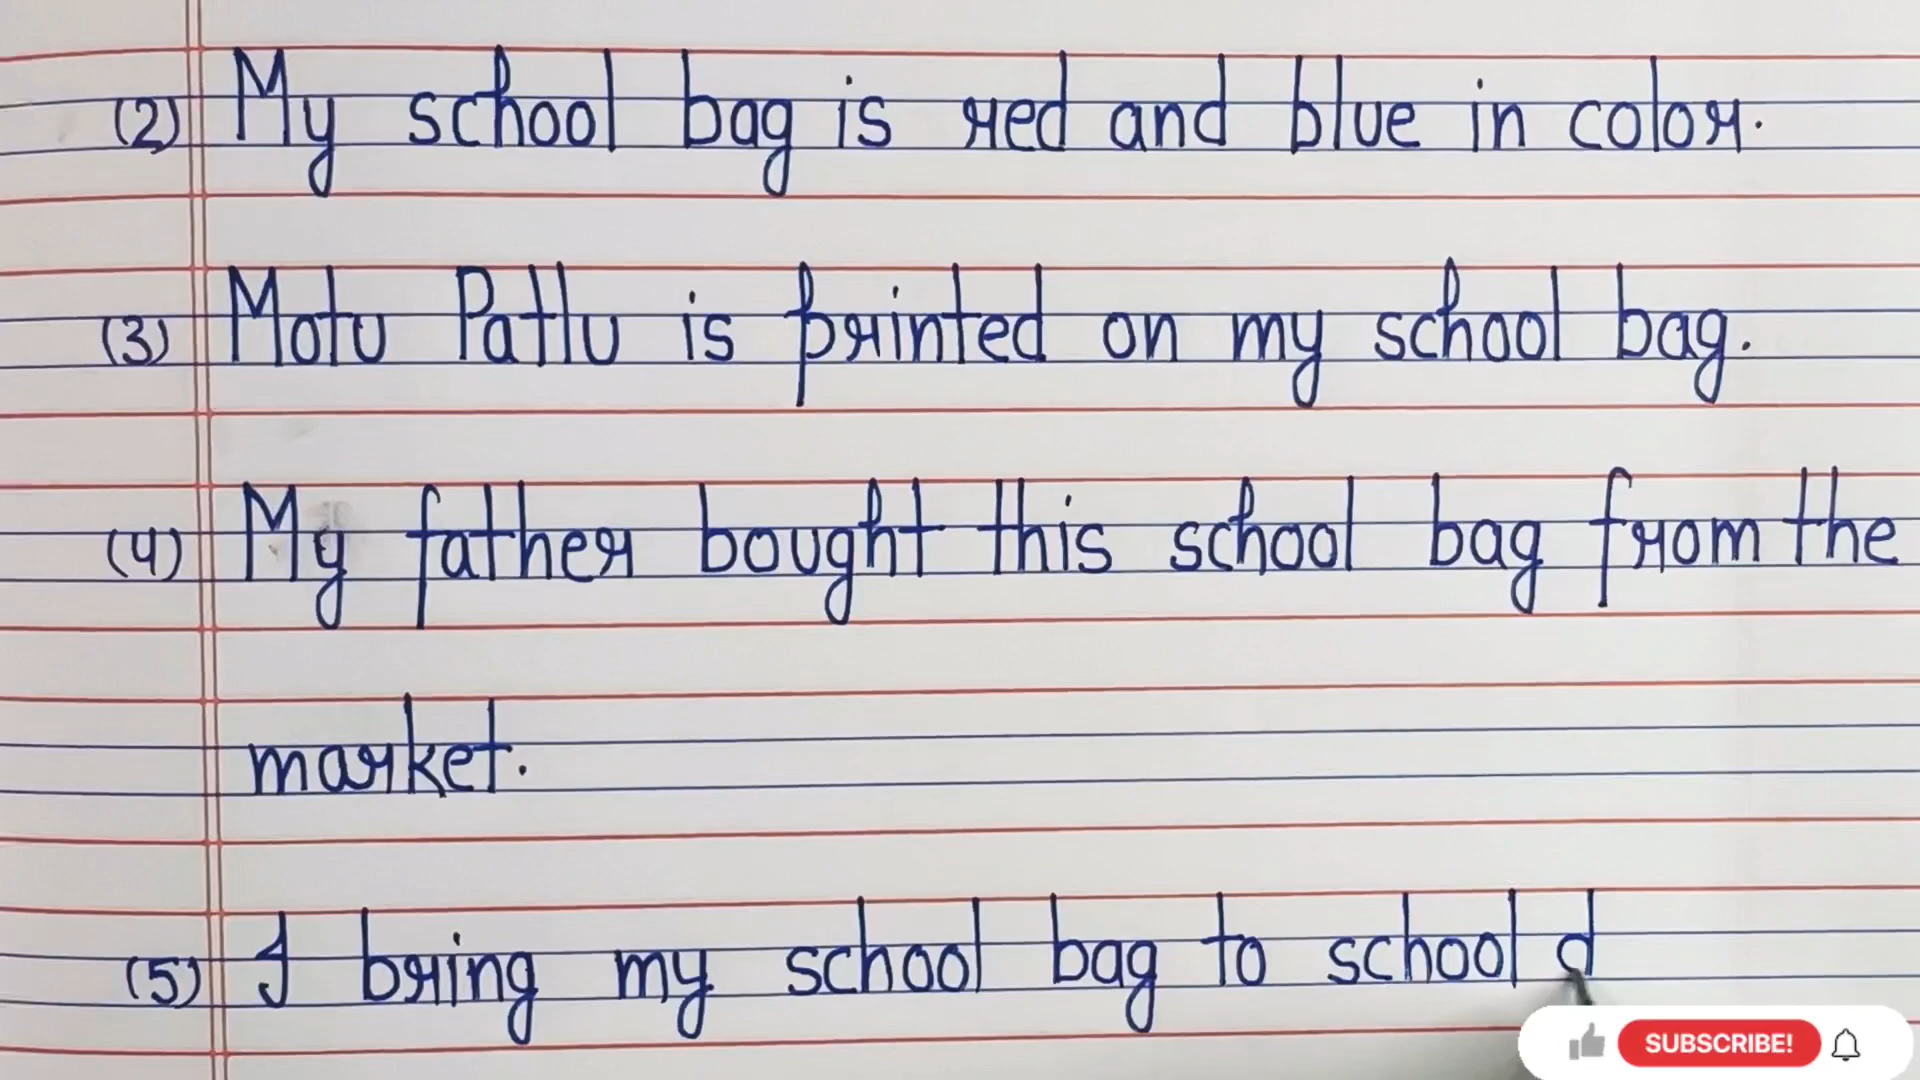 (2) My school bag is red and blue in color.
(3) Motu Patlu is printed on my school bag.
(4) My father bought this school bag from the
market.
(5) I bring my school bag to school d
SUBSCRIBE!